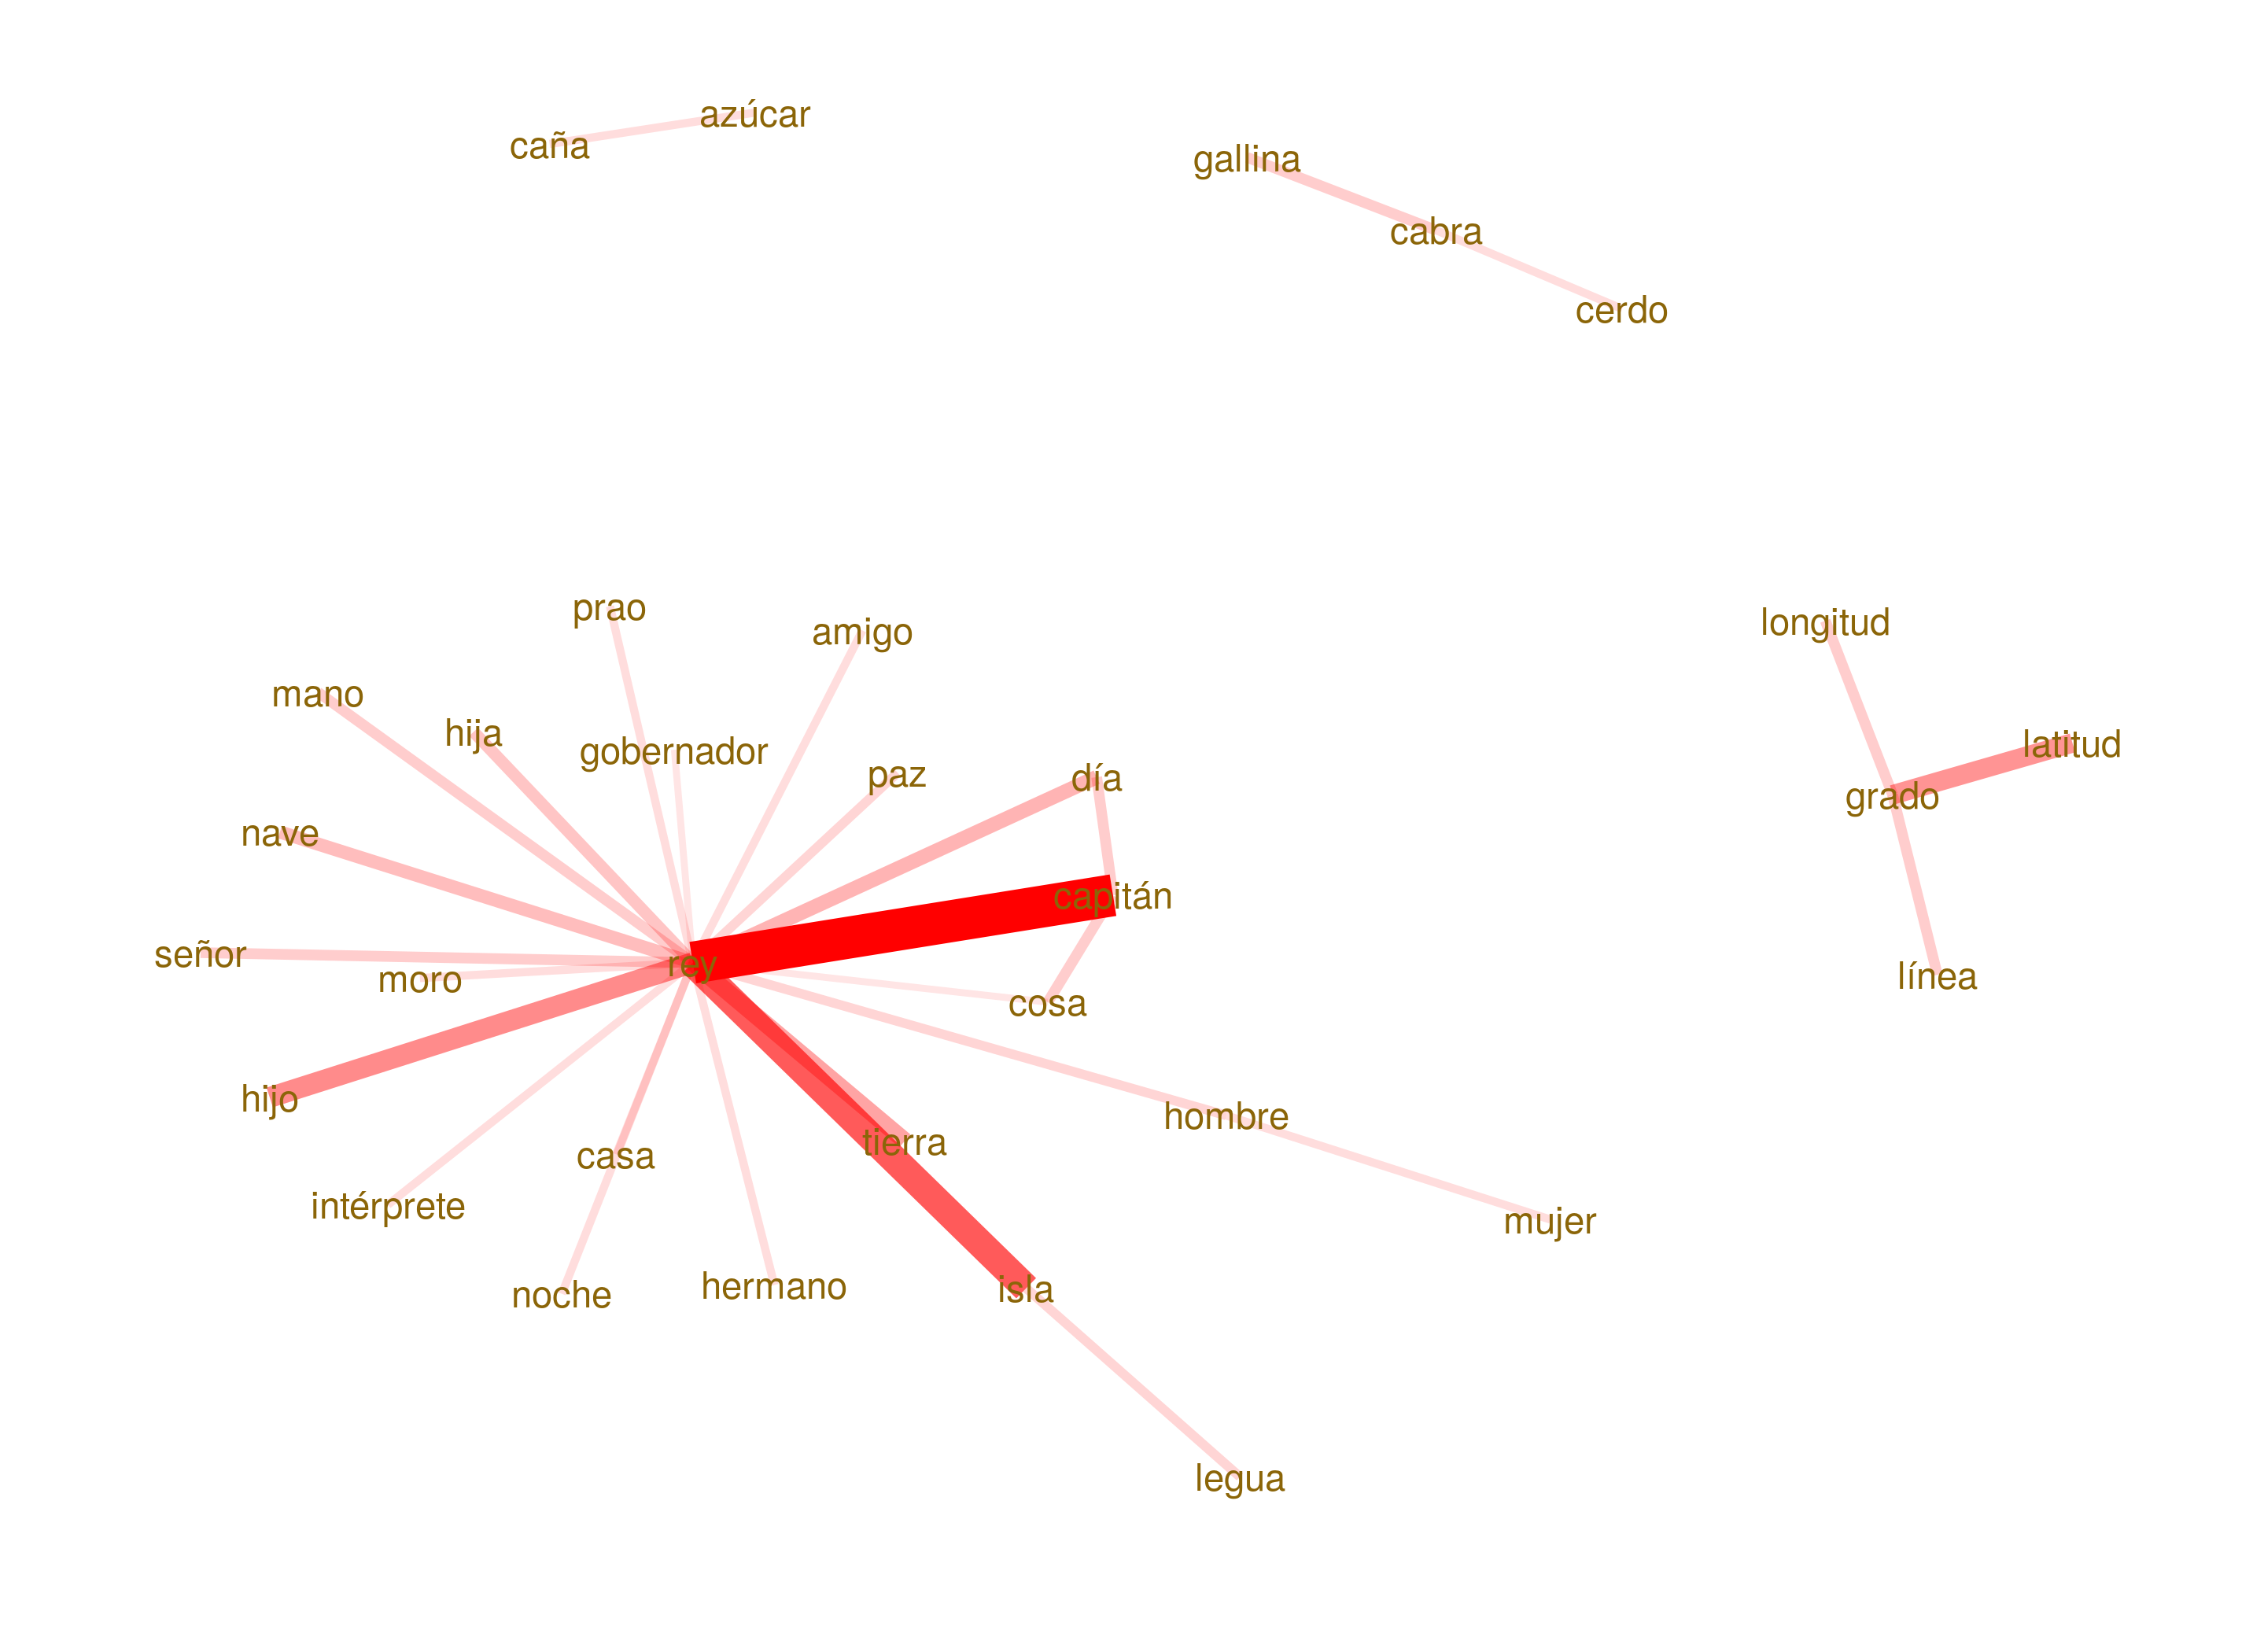 azúcar
caña
gallina
cabra
cerdo
prao
amigo
longitud
mano
hija
gobernador
paz
día
latitud
grado
nave
capitán
señor
moro
rey
cosa
línea
hijo
casa
tierra
hombre
intérprete
mujer
noche
hermano
isla
legua